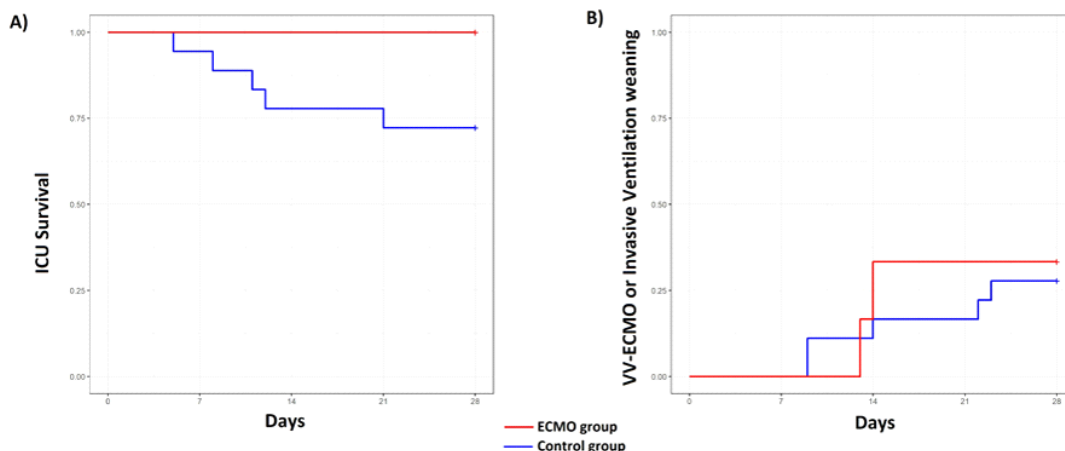 A)
ICU Survival
1.00
0.75
0.50
0.25
0.00
0 7 14 21 28
Days
B)
VV-ECMO or Invasive Ventilation weaning
1.00
0.75
0.50
0.25
0.00
0 7 14 21 28
Days
ECMO group
Control group